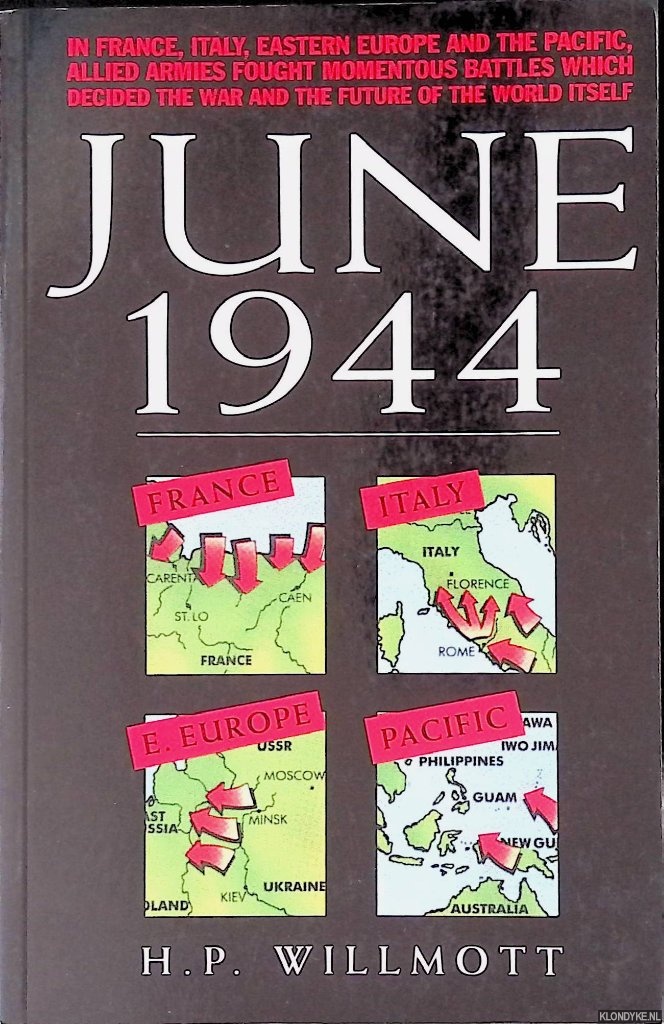 IN FRANCE, ITALY, EASTERN EUROPE AND THE PACIFIC,
ALLIED ARMIES FOUGHT MOMENTOUS BATTLES WHICH
DECIDED THE WAR AND THE FUTURE OF THE WORLD ITSELF
JUNE
1944
FRANCE
CARENTA
CAEN
ST. LO
FRANCE
ITALY
ITALY
FLORENCE
ROME
E. EUROPE
USSR
MOSCOW
MINSK
AST
SSIA
UKRAINE
KIEV
OLAND
PACIFIC
AWA
IWO JIM
PHILIPPINES
GUAM
NEW GU
AUSTRALIA
H.P. WILLMOTT
KLONDYKE.NL